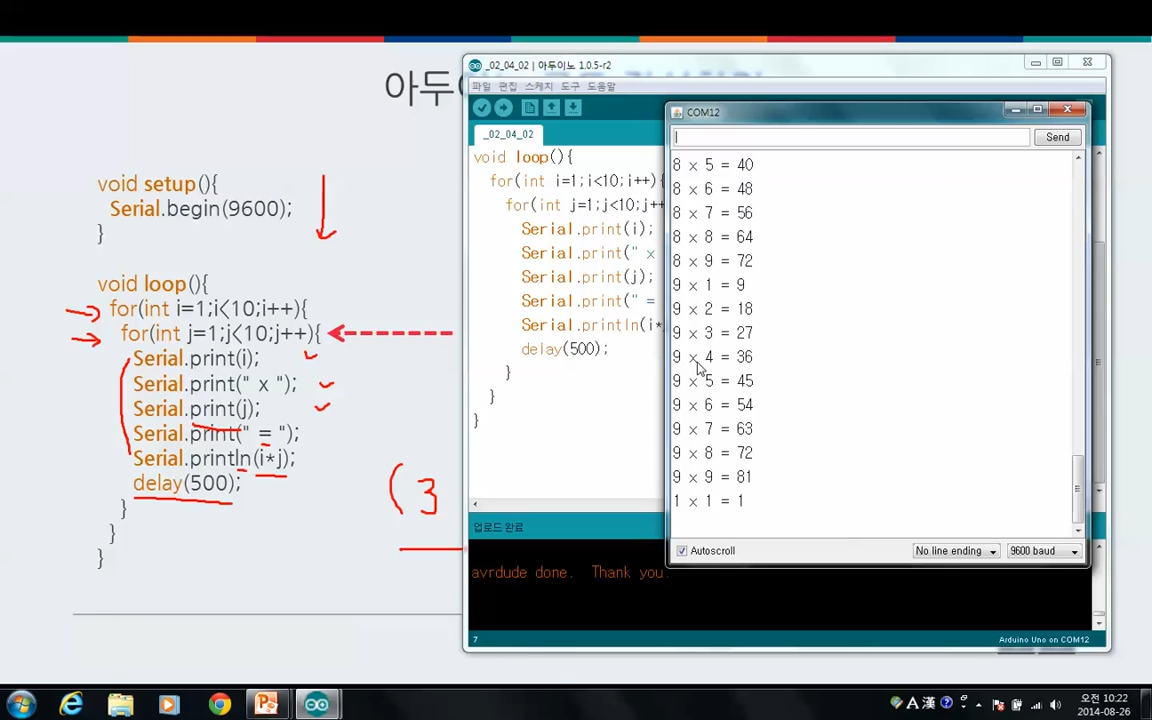 아두
void setup(){
Serial.begin(9600);
}
void loop(){
for(int i=1;i<10;i++){
for(int j=1;j<10;j++){
Serial.print(i);
Serial.print(" x ");
Serial.print(j);
Serial.print(" = ");
Serial.println(i*j);
delay(500);
}
}
}
(3
_02_04_02 | 아두이노 1.0.5-r2
파일 편집 스케치 도구 도움말
_02_04_02
void loop(){
for(int i=1;i<10;i++){
for(int j=1;j<10;j++
Serial.print(i);
Serial.print(" x
Serial.print(j);
Serial.print(" =
Serial.println(i*
delay(500);
}
}
}
업로드 완료
avrdude done.  Thank you.
7
Arduino Uno on COM12
COM12
Send
8 x 5 = 40
8 x 6 = 48
8 x 7 = 56
8 x 8 = 64
8 x 9 = 72
9 x 1 = 9
9 x 2 = 18
9 x 3 = 27
9 x 4 = 36
9 x 5 = 45
9 x 6 = 54
9 x 7 = 63
9 x 8 = 72
9 x 9 = 81
1 x 1 = 1
Autoscroll
No line ending
9600 baud
A 漢
오전 10:22
2014-08-26